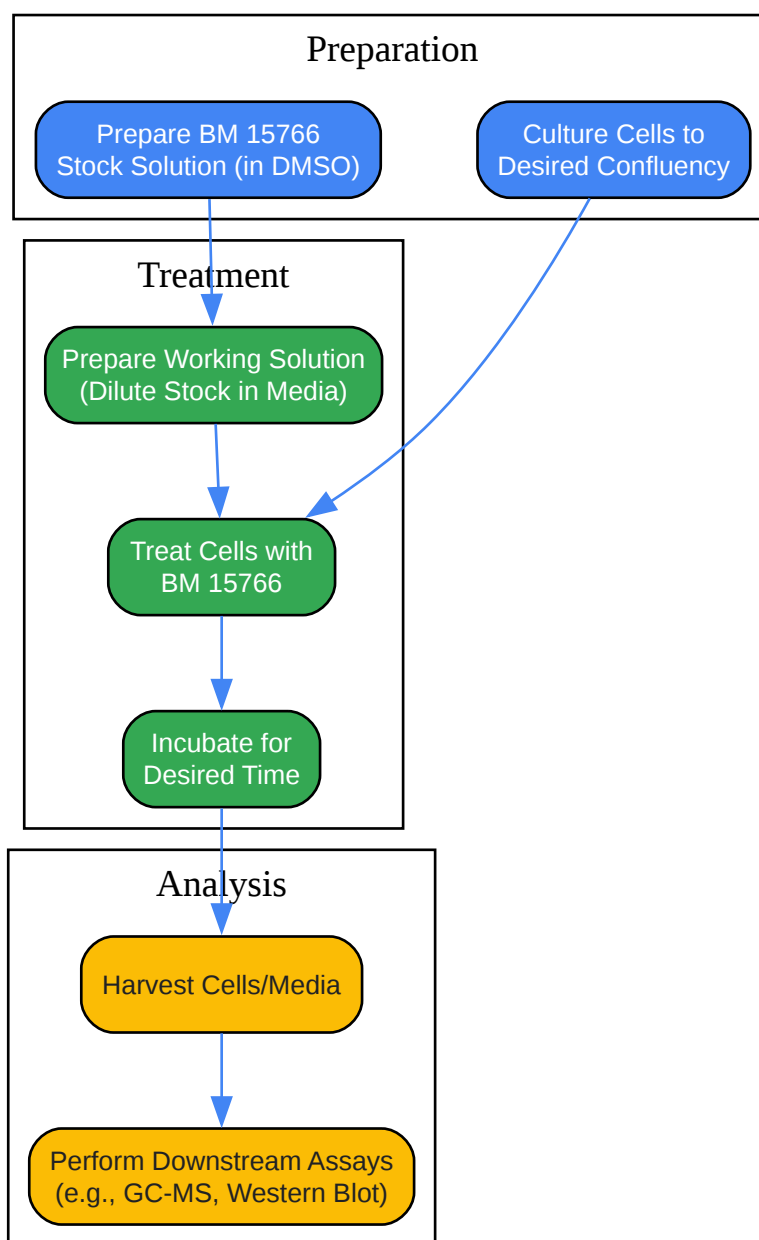 Preparation
Prepare BM 15766
Stock Solution (in DMSO)
Culture Cells to
Desired Confluency
Treatment
Prepare Working Solution
(Dilute Stock in Media)
Treat Cells with
BM 15766
Incubate for
Desired Time
Analysis
Harvest Cells/Media
Perform Downstream Assays
(e.g., GC-MS, Western Blot)